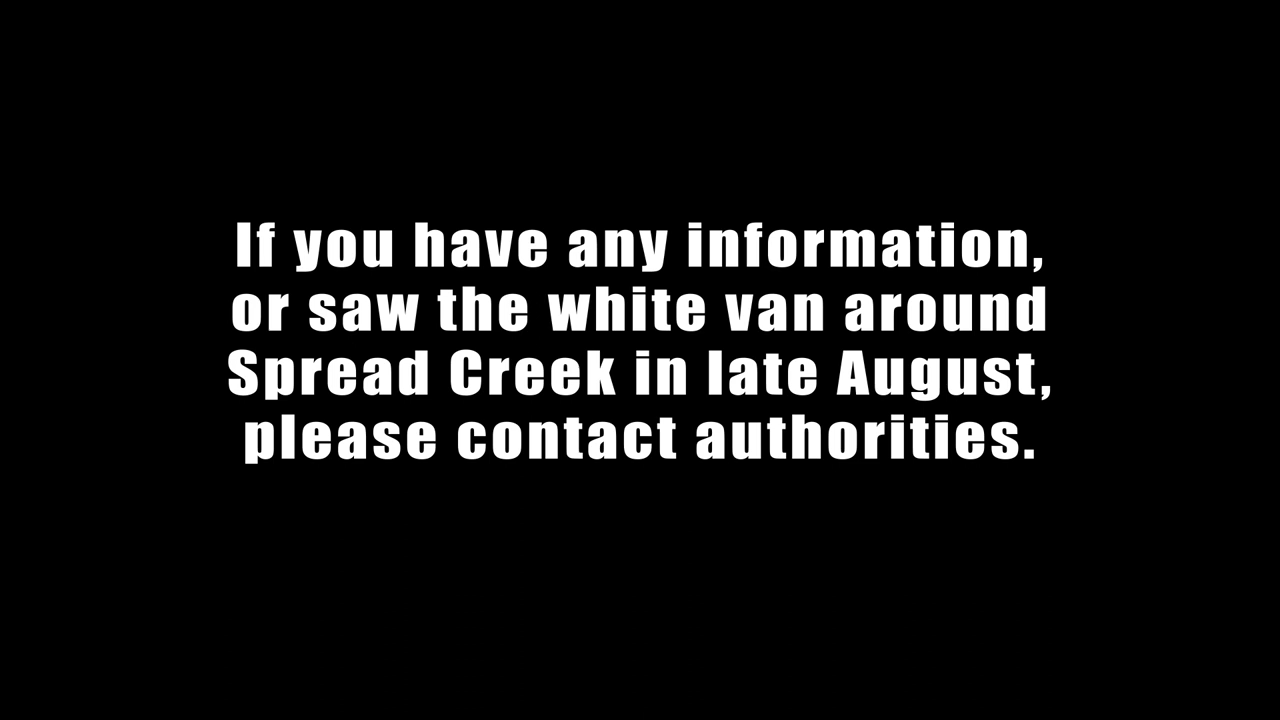 If you have any information,
or saw the white van around
Spread Creek in late August,
please contact authorities.